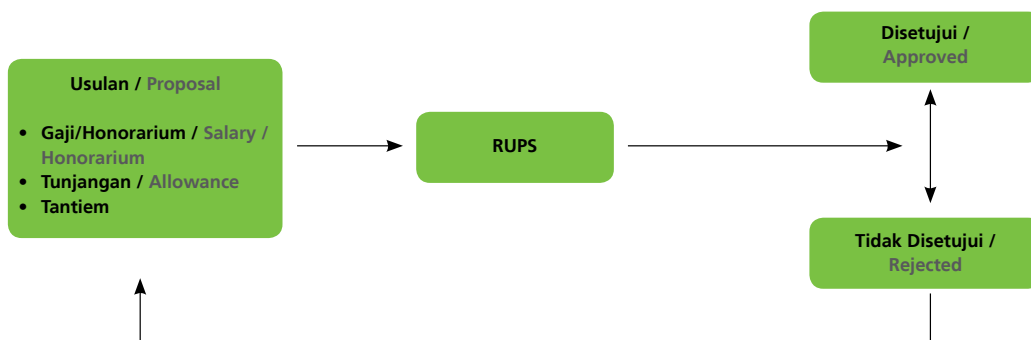 Usulan / Proposal
• Gaji/Honorarium / Salary /
Honorarium
• Tunjangan / Allowance
• Tantiem
RUPS
Disetujui /
Approved
Tidak Disetujui /
Rejected